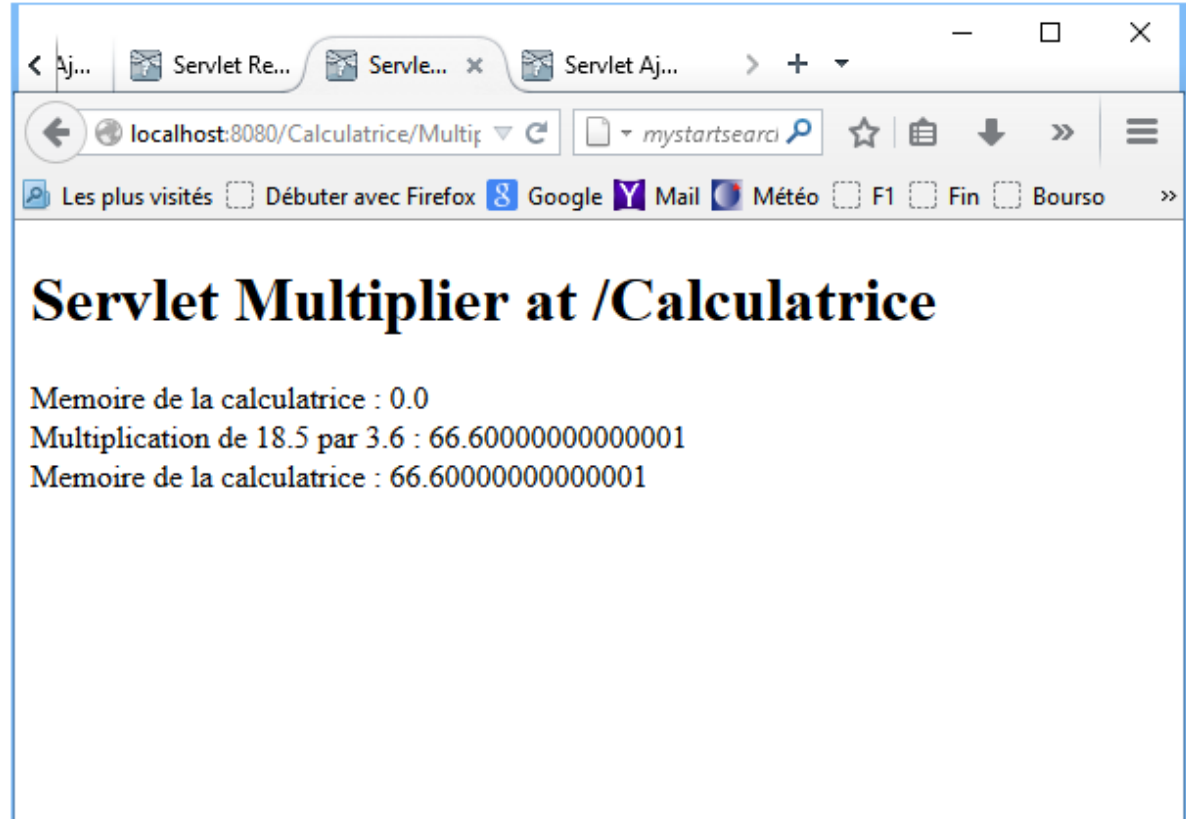 Aj...
Servlet Re...
Servle...
Servlet Aj...
localhost:8080/Calculatrice/Multip
mystartsearc
Les plus visités
Débuter avec Firefox
8 Google
Y Mail
Météo
F1
Fin
Bourso
Servlet Multiplier at /Calculatrice
Memoire de la calculatrice : 0.0
Multiplication de 18.5 par 3.6 : 66.60000000000001
Memoire de la calculatrice : 66.60000000000001